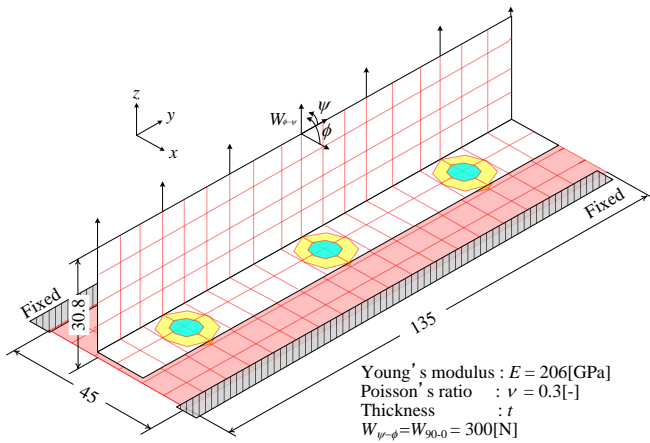 z
y
x
W_{ϕ-ψ}
ψ
ϕ
Fixed
Fixed
30.8
45
135
Young's modulus : E = 206[GPa]
Poisson's ratio : ν = 0.3[-]
Thickness : t
W_{ψ-ϕ}=W_{90-0} = 300[N]